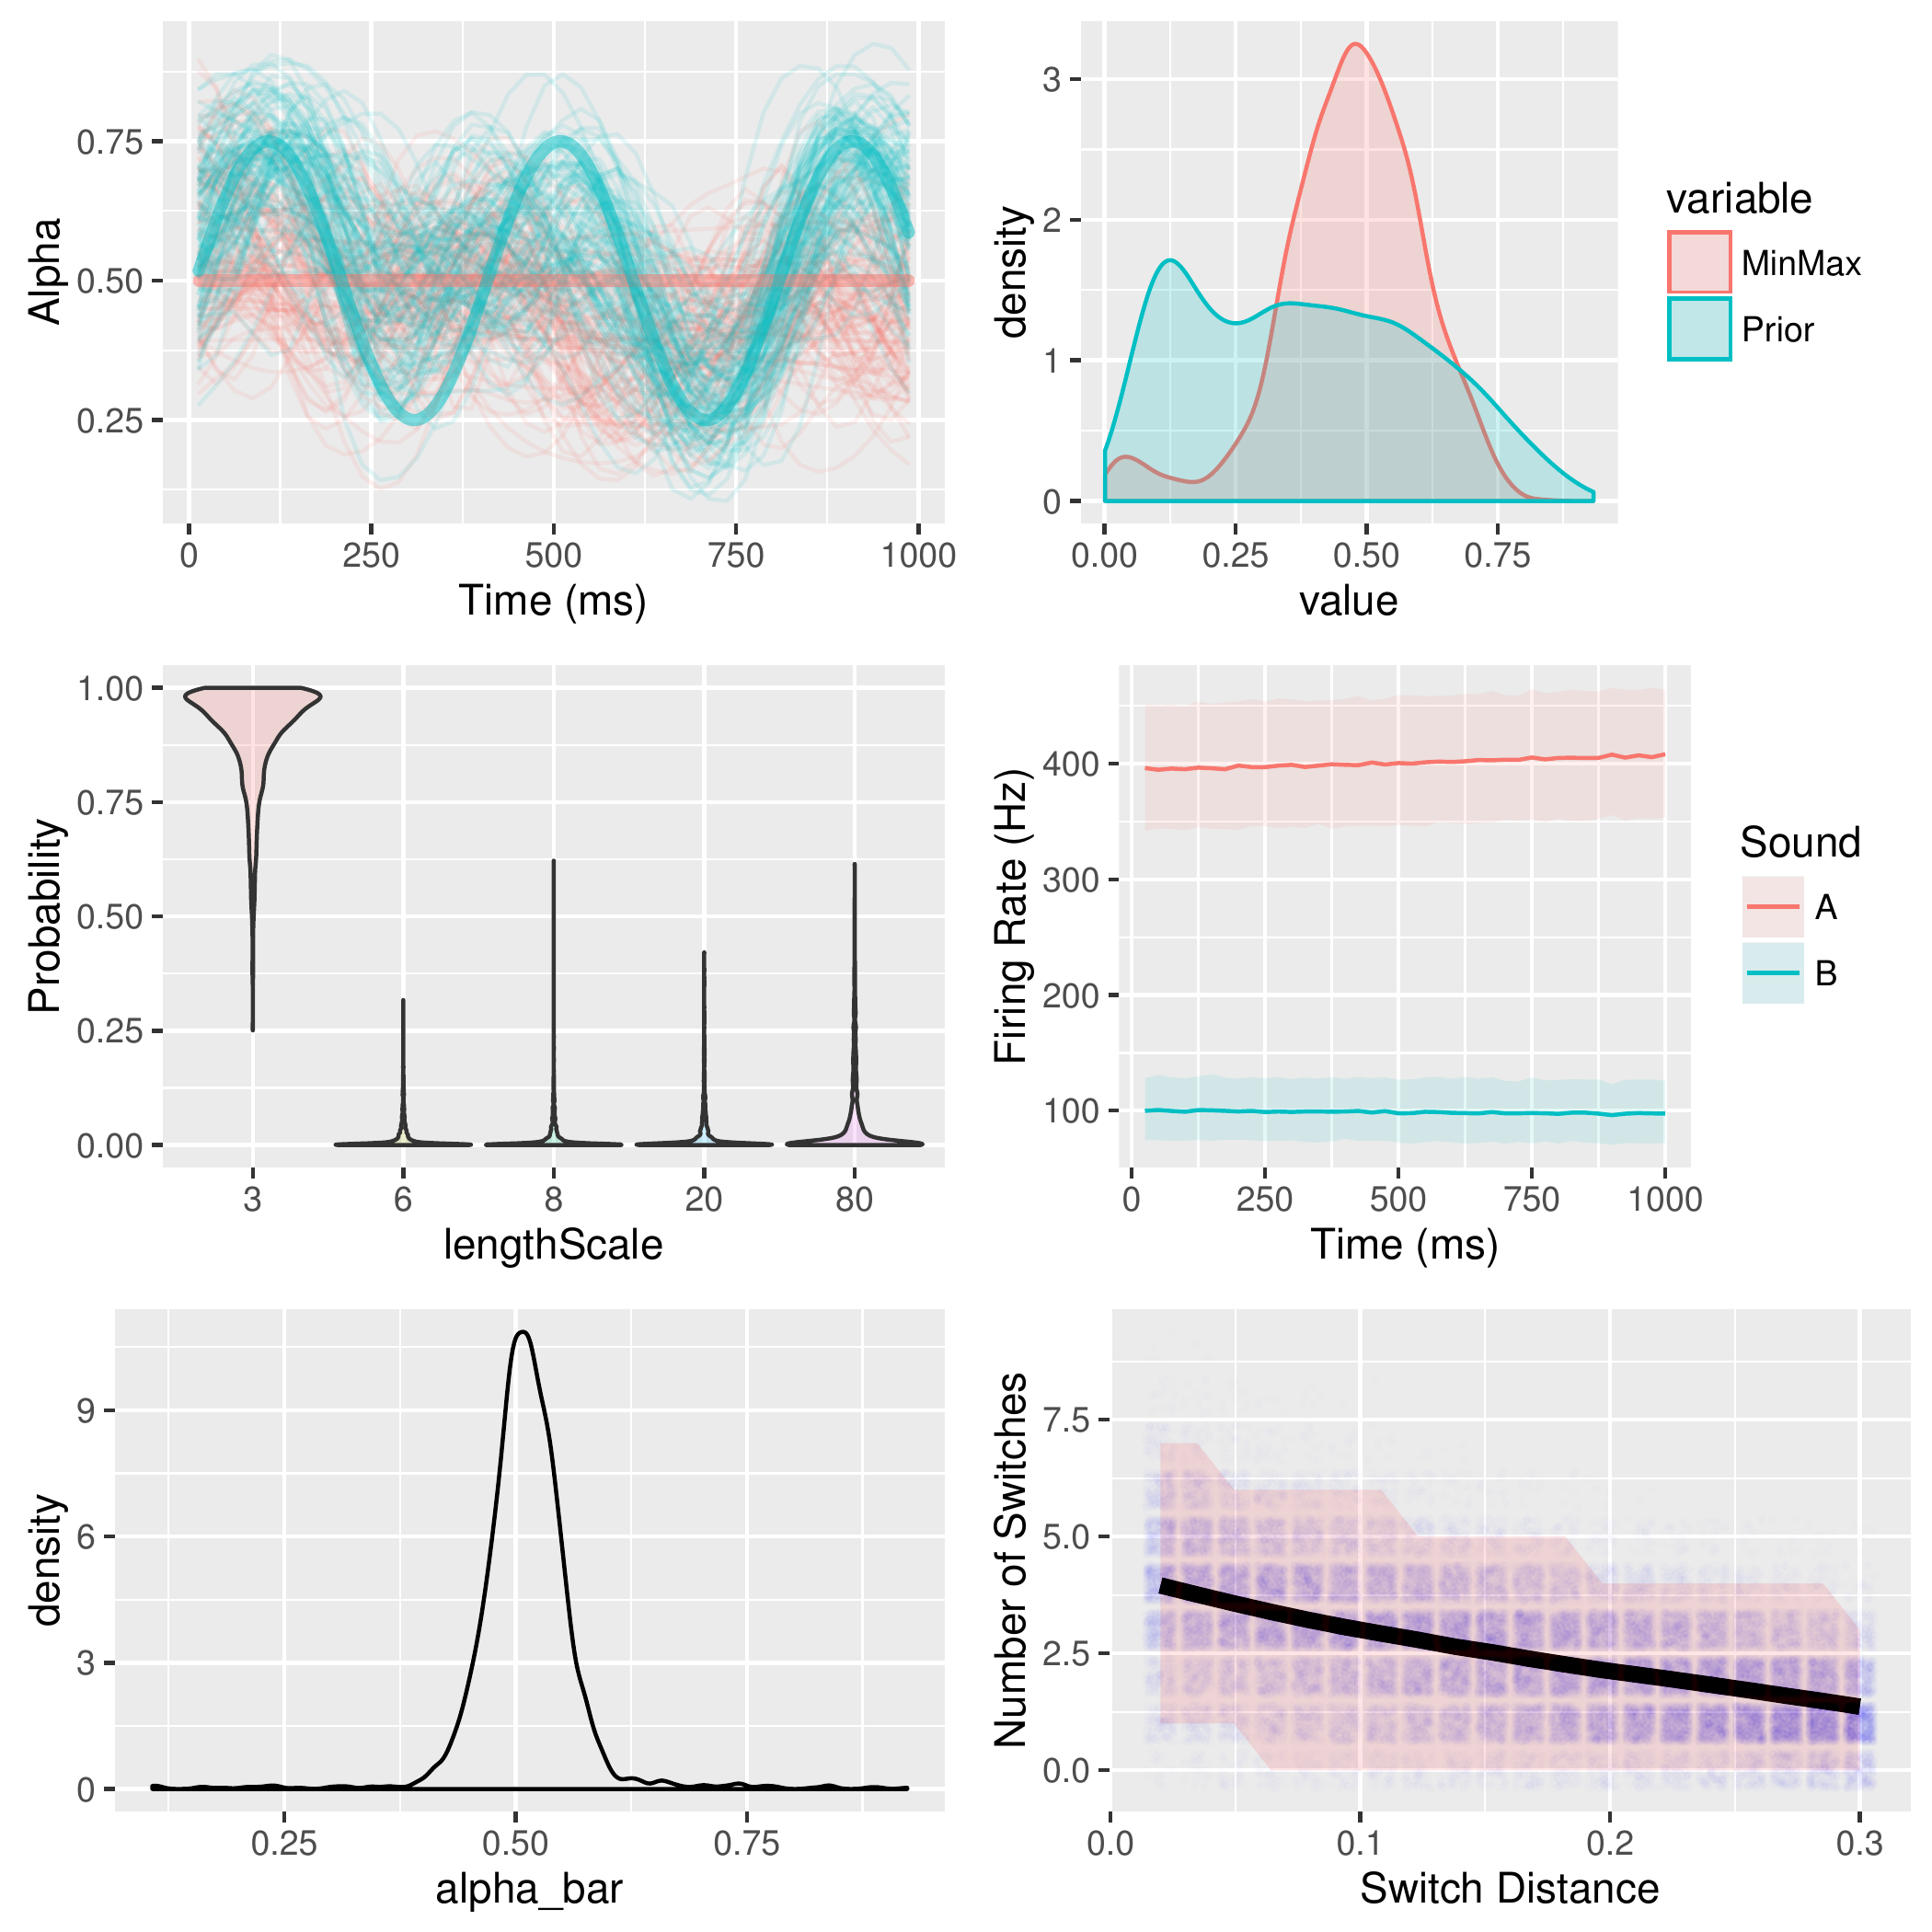 Alpha
0.75
0.50
0.25
0 250 500 750 1000
Time (ms)
density
3
2
1
0
0.00 0.25 0.50 0.75
value
variable
MinMax
Prior
Probability
1.00
0.75
0.50
0.25
0.00
3 6 8 20 80
lengthScale
Firing Rate (Hz)
400
300
200
100
0 250 500 750 1000
Time (ms)
Sound
A
B
density
9
6
3
0
0.25 0.50 0.75
alpha_bar
Number of Switches
7.5
5.0
2.5
0.0
0.0 0.1 0.2 0.3
Switch Distance